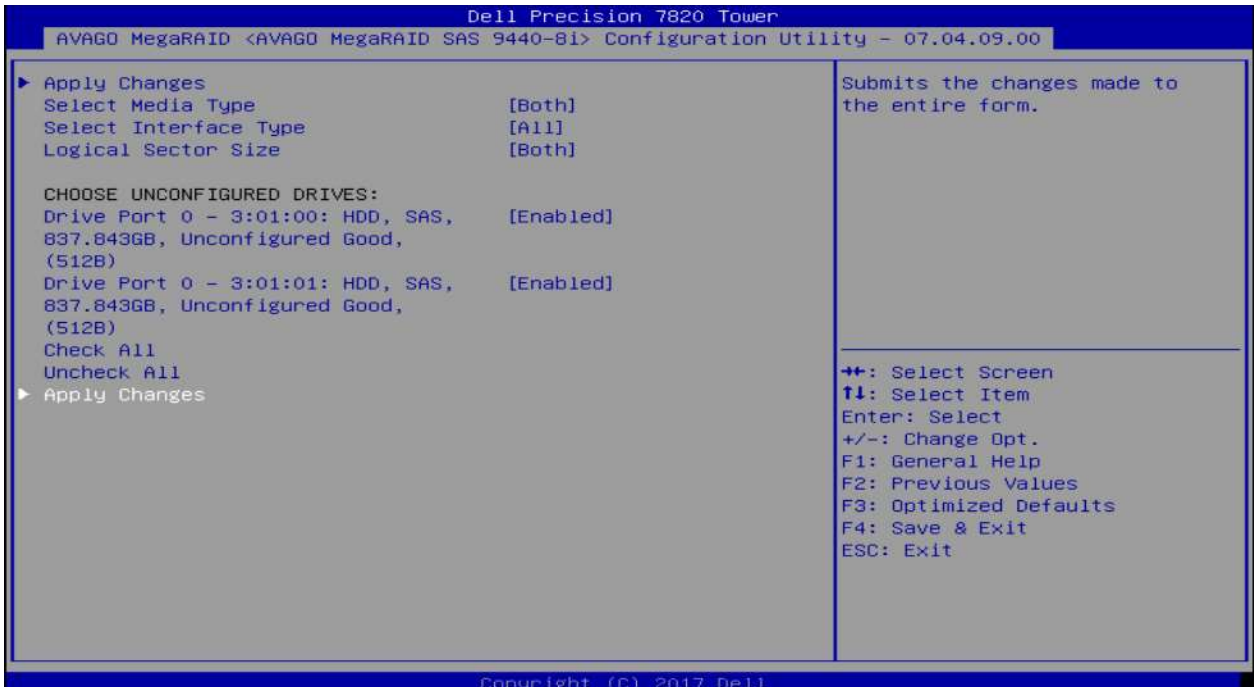 Dell Precision 7820 Tower
AVAGO MegaRAID <AVAGO MegaRAID SAS 9440-8i> Configuration Utility – 07.04.09.00
Apply Changes
Select Media Type [Both]
Select Interface Type [All]
Logical Sector Size [Both]
CHOOSE UNCONFIGURED DRIVES:
Drive Port 0 – 3:01:00: HDD, SAS, [Enabled]
837.843GB, Unconfigured Good,
(512B)
Drive Port 0 – 3:01:01: HDD, SAS, [Enabled]
837.843GB, Unconfigured Good,
(512B)
Check All
Uncheck All
Apply Changes
Submits the changes made to
the entire form.
→←: Select Screen
↑↓: Select Item
Enter: Select
+/-: Change Opt.
F1: General Help
F2: Previous Values
F3: Optimized Defaults
F4: Save & Exit
ESC: Exit
Copyright (C) 2017 Dell